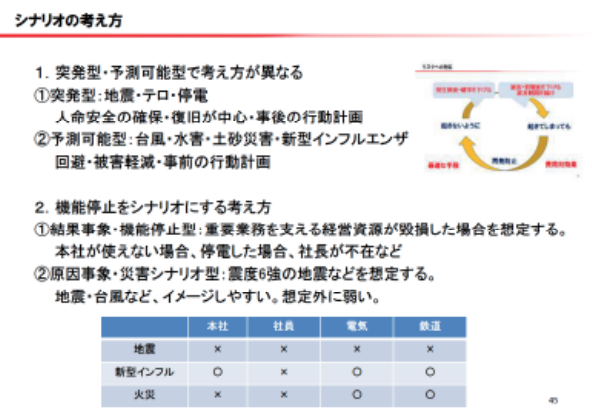 シナリオの考え方
1．突発型・予測可能型で考え方が異なる
①突発型：地震・テロ・停電
人命安全の確保・復旧が中心・事後の行動計画
②予測可能型：台風・水害・土砂災害・新型インフルエンザ
回避・被害軽減・事前の行動計画
起きないように
起きてしまっても
2．機能停止をシナリオにする考え方
①結果事象・機能停止型：重要業務を支える経営資源が毀損した場合を想定する。
本社が使えない場合、停電した場合、社長が不在など
②原因事象・災害シナリオ型：震度6強の地震などを想定する。
地震・台風など、イメージしやすい。想定外に弱い。
本社 社員 電気 鉄道
地震 × × × ×
新型インフル ○ × ○ ○
火災 × × ○ ○
45